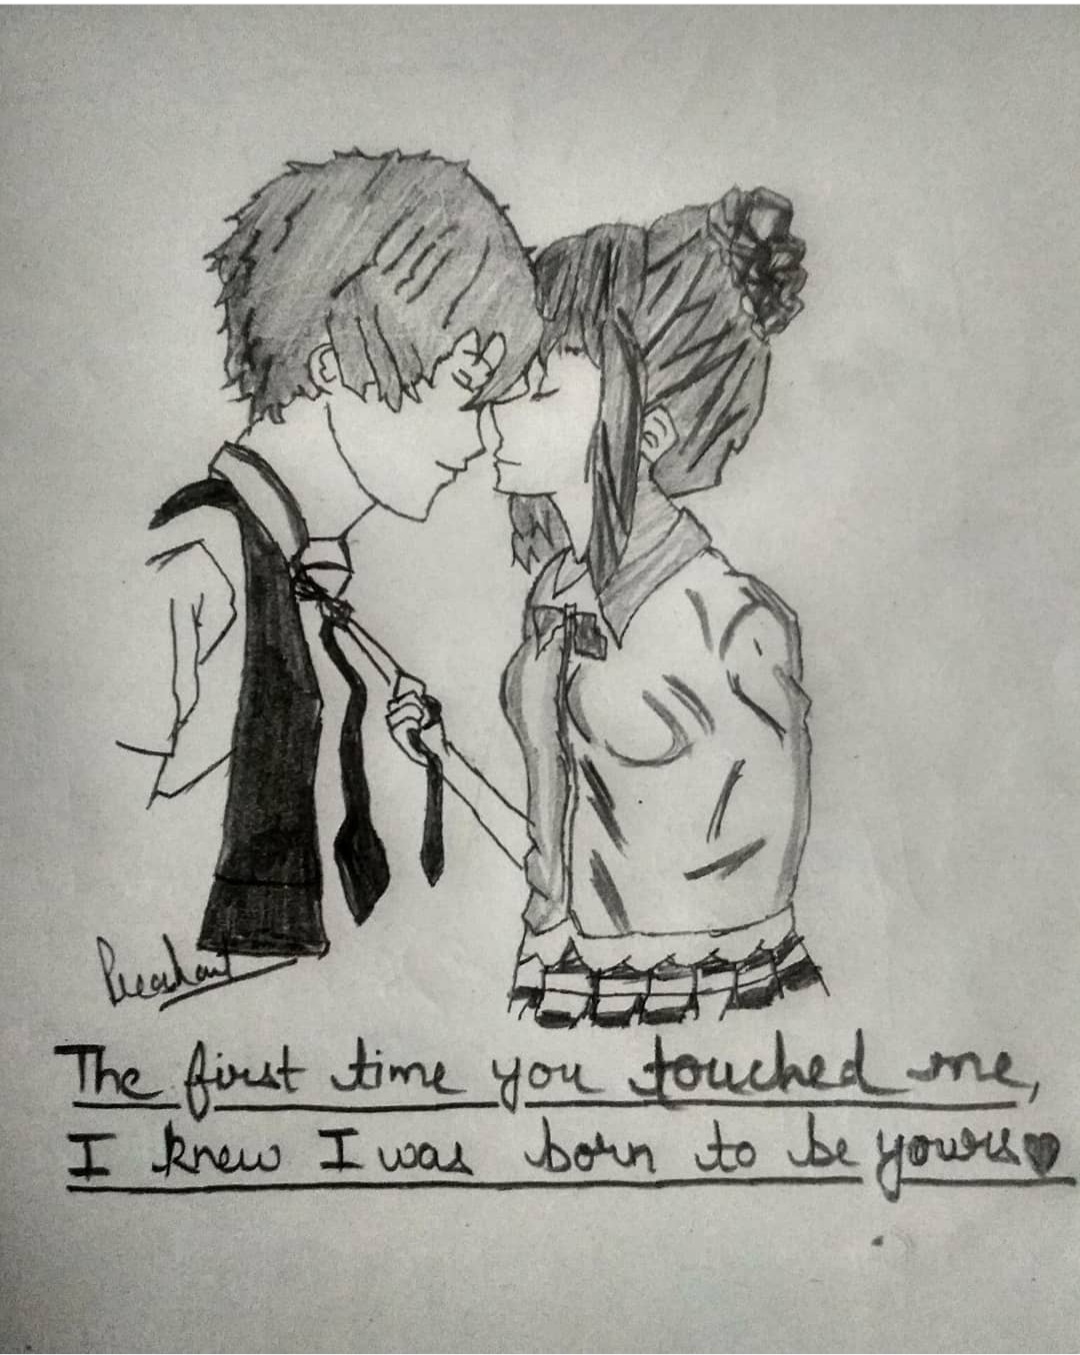 Prashant
The first time you touched me,
I knew I was born to be yours♥